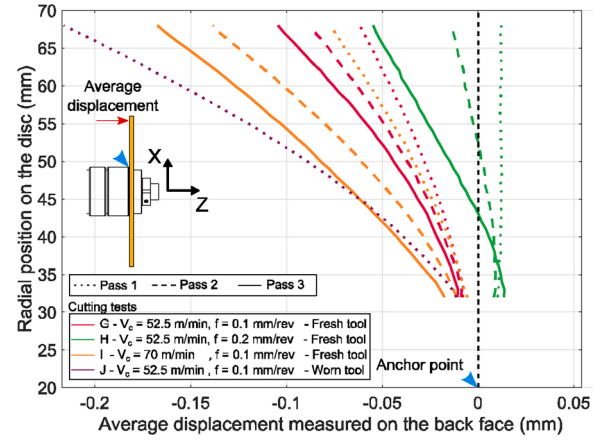 70
65
60
55
50
45
40
35
30
25
20
Radial position on the disc (mm)
Average
displacement
X
Z
Pass 1
Pass 2
Pass 3
Cutting tests
G - Vc = 52.5 m/min, f = 0.1 mm/rev - Fresh tool
H - Vc = 52.5 m/min, f = 0.2 mm/rev - Fresh tool
I - Vc = 70 m/min , f = 0.1 mm/rev - Fresh tool
J - Vc = 52.5 m/min, f = 0.1 mm/rev - Worn tool
Anchor point
-0.2 -0.15 -0.1 -0.05 0 0.05
Average displacement measured on the back face (mm)